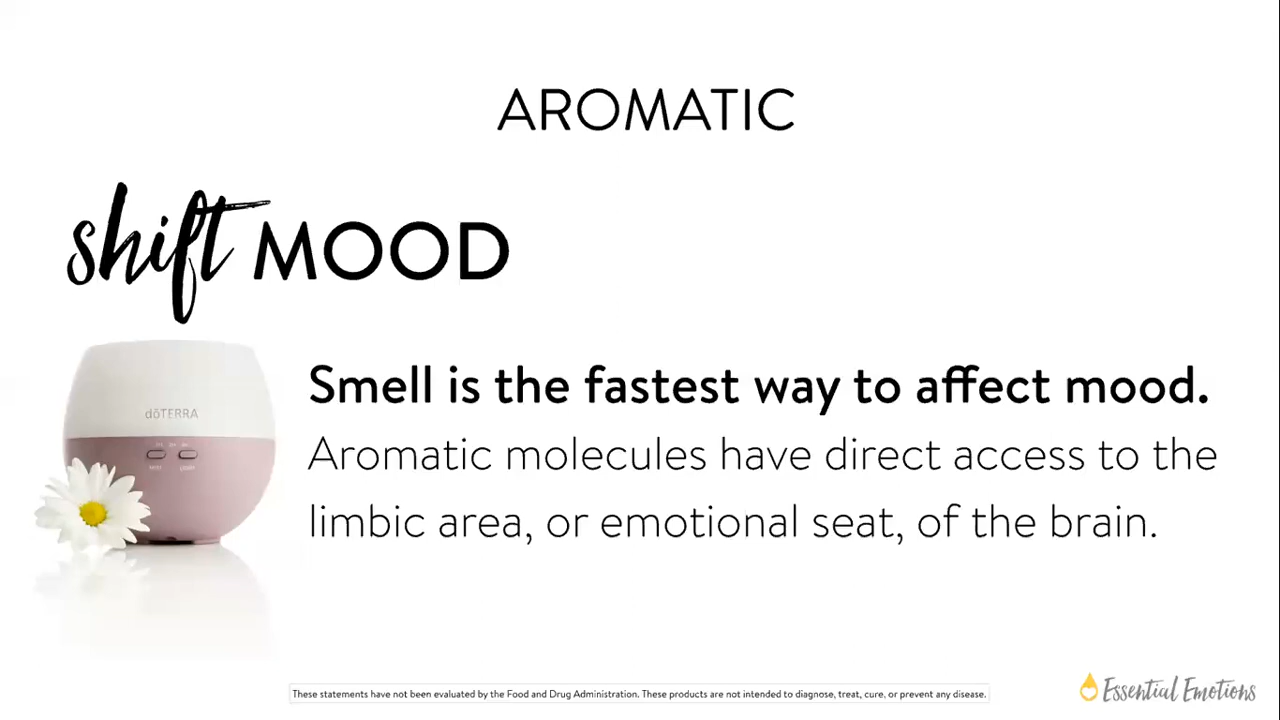 AROMATIC
shift MOOD
dōTERRA
Smell is the fastest way to affect mood.
Aromatic molecules have direct access to the
limbic area, or emotional seat, of the brain.
These statements have not been evaluated by the Food and Drug Administration. These products are not intended to diagnose, treat, cure, or prevent any disease.
Essential Emotions